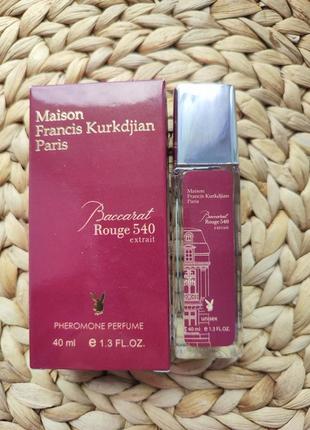 Maison
Francis Kurkdjian
Paris
Baccarat
Rouge 540
extrait
PHEROMONE PERFUME
40 ml e 1.3 FL.OZ.
Maison
Francis Kurkdjian
Paris
Baccarat
Rouge 540
extrait
unisex
40 ml e 1.3 FL.OZ.